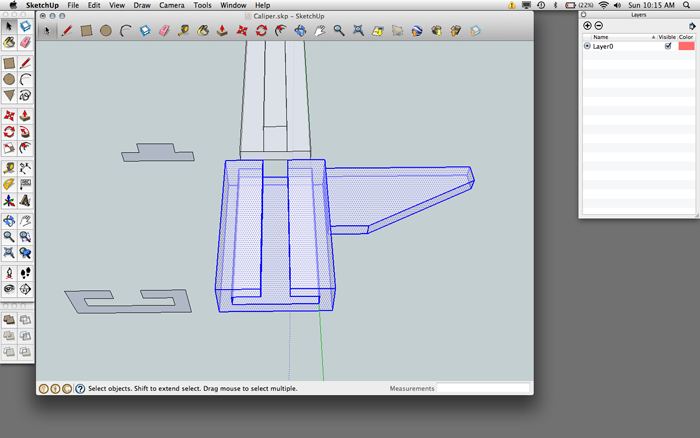 SketchUp File Edit View Draw Camera Tools Window Help (22%) Sun 10:15 AM
Caliper.skp – SketchUp
Layers
Name Visible Color
Layer0
Select objects. Shift to extend select. Drag mouse to select multiple. Measurements